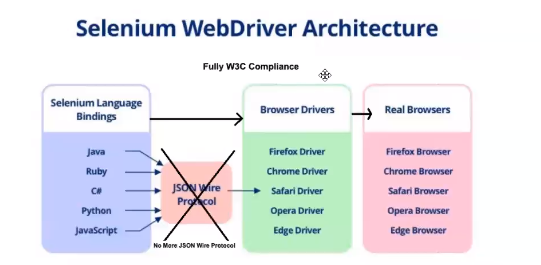 Selenium WebDriver Architecture
Fully W3C Compliance
Selenium Language
Bindings
Java
Ruby
C#
Python
JavaScript
JSON Wire
Protocol
No More JSON Wire Protocol
Browser Drivers
Firefox Driver
Chrome Driver
Safari Driver
Opera Driver
Edge Driver
Real Browsers
Firefox Browser
Chrome Browser
Safari Browser
Opera Browser
Edge Browser